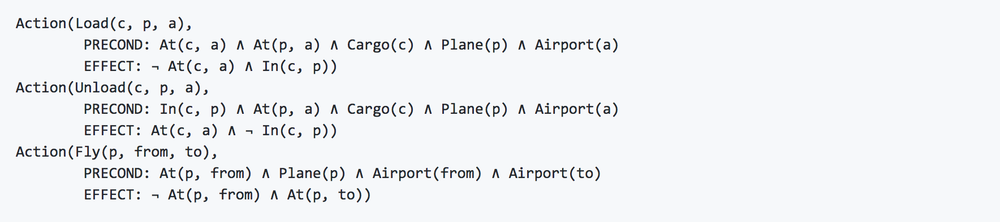 Action(Load(c, p, a),
PRECOND: At(c, a) ∧ At(p, a) ∧ Cargo(c) ∧ Plane(p) ∧ Airport(a)
EFFECT: ¬ At(c, a) ∧ In(c, p))
Action(Unload(c, p, a),
PRECOND: In(c, p) ∧ At(p, a) ∧ Cargo(c) ∧ Plane(p) ∧ Airport(a)
EFFECT: At(c, a) ∧ ¬ In(c, p))
Action(Fly(p, from, to),
PRECOND: At(p, from) ∧ Plane(p) ∧ Airport(from) ∧ Airport(to)
EFFECT: ¬ At(p, from) ∧ At(p, to))